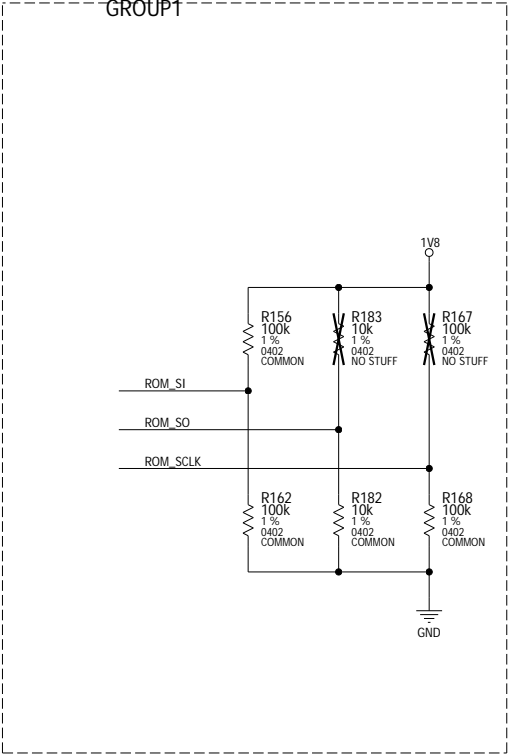 GROUP1
1V8
R156
100k
1 %
0402
COMMON
R183
10k
1 %
0402
NO STUFF
R167
100k
1 %
0402
NO STUFF
ROM_SI
ROM_SO
ROM_SCLK
R162
100k
1 %
0402
COMMON
R182
10k
1 %
0402
COMMON
R168
100k
1 %
0402
COMMON
GND